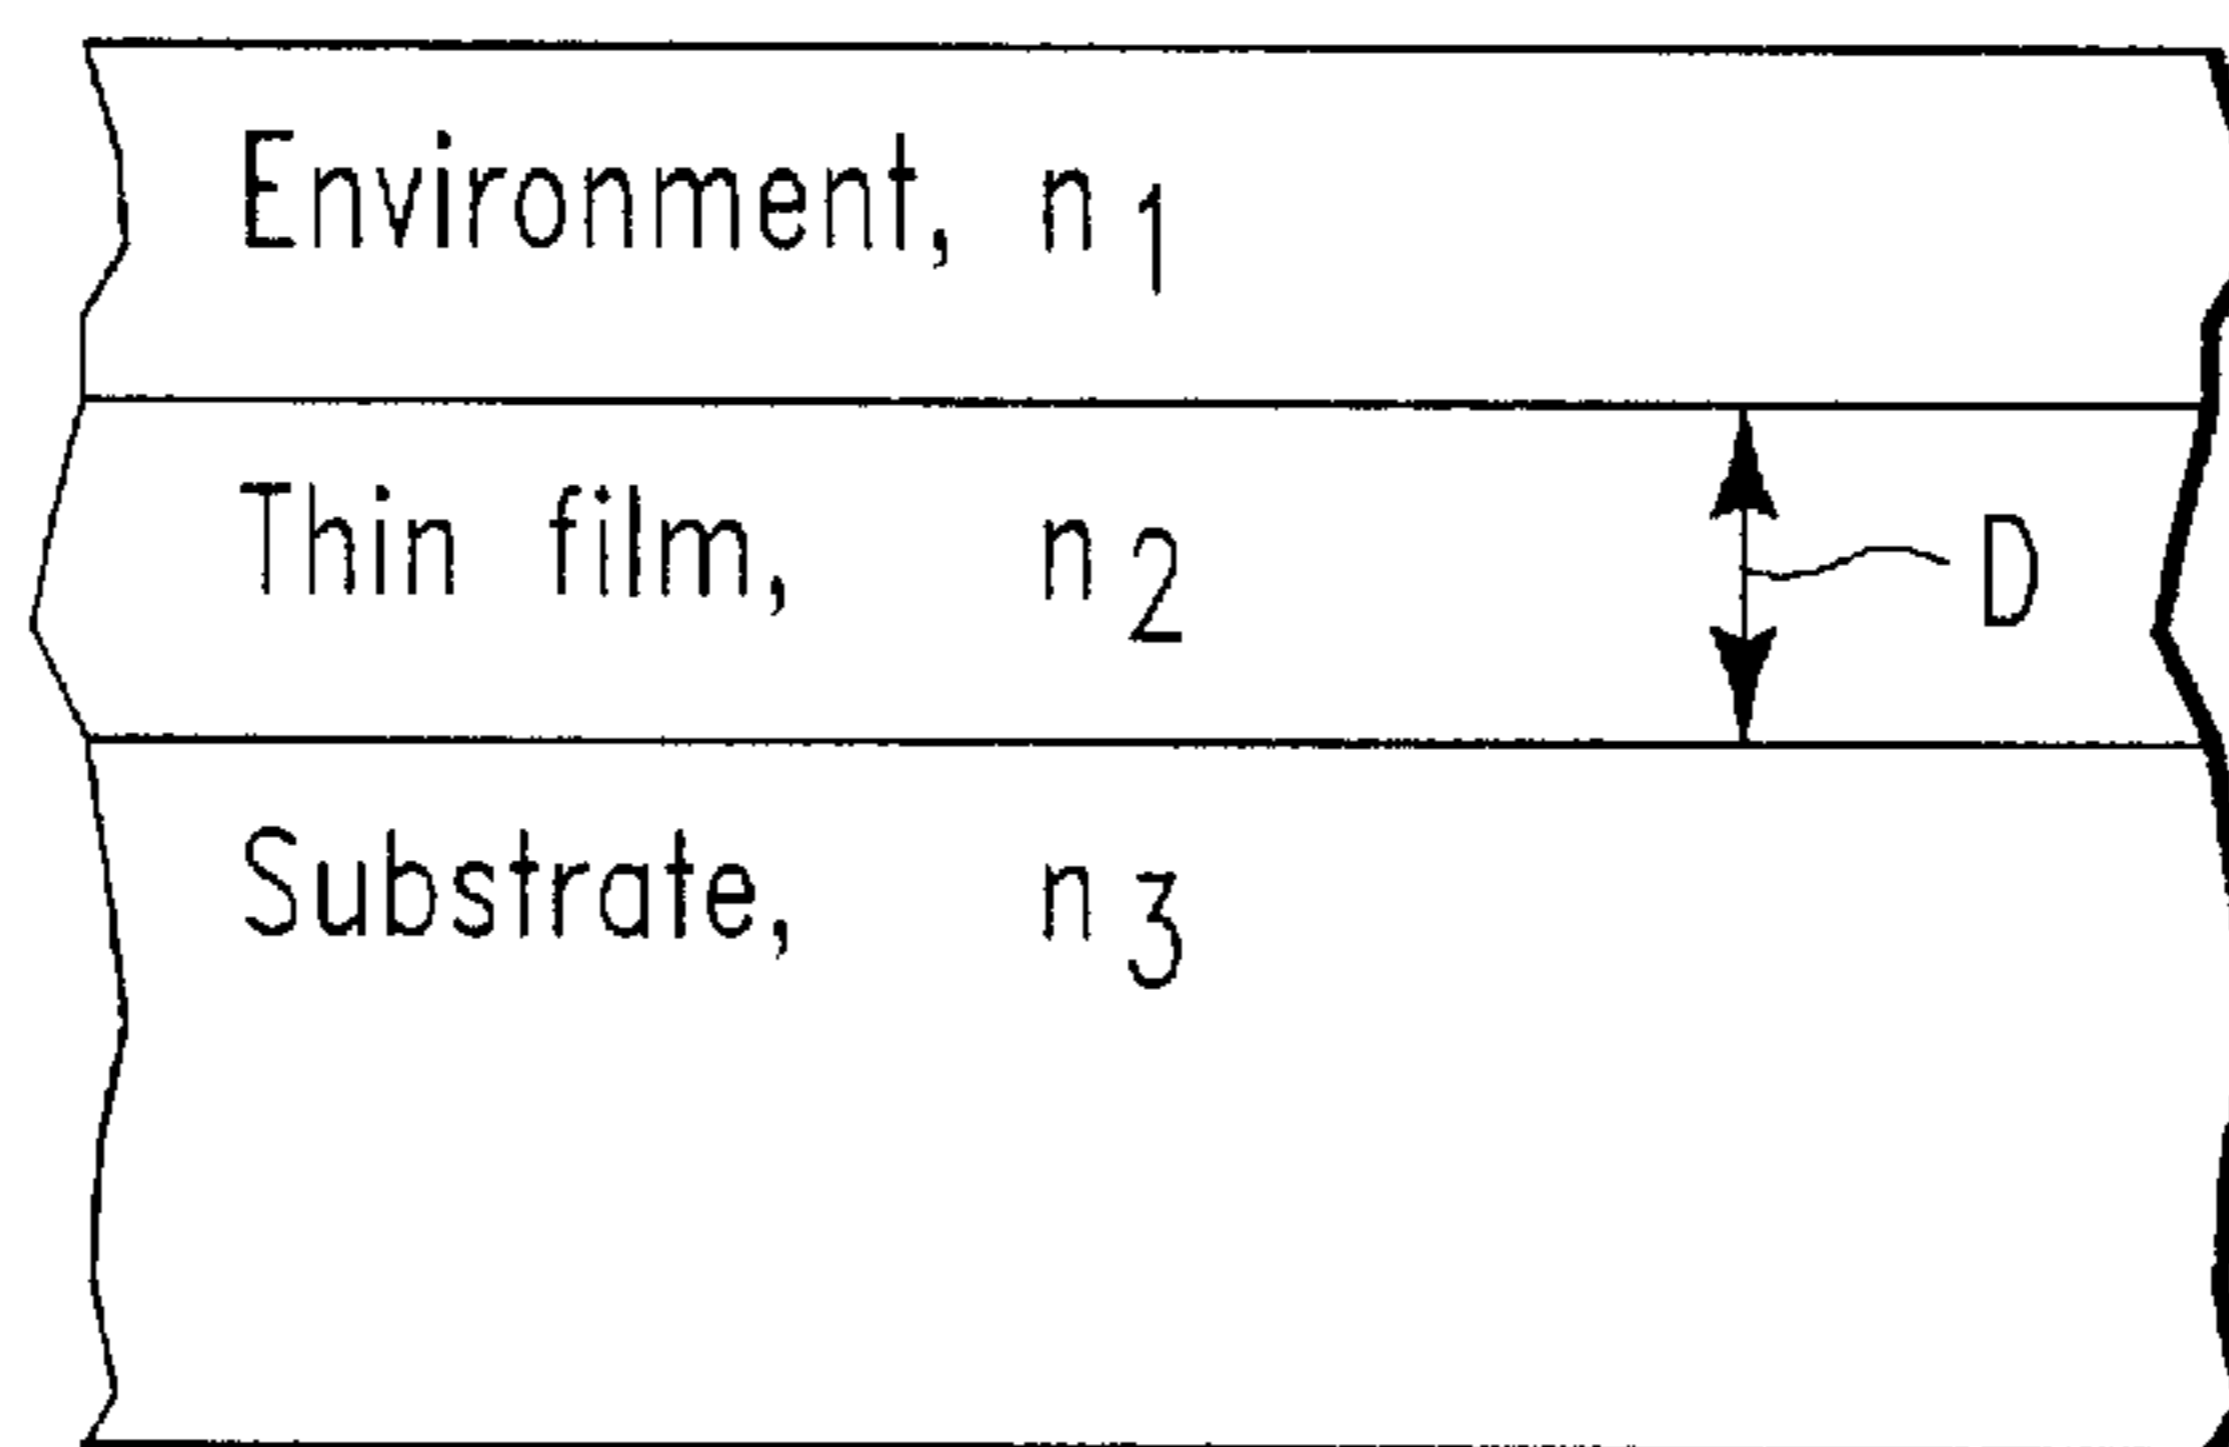 Environment, n1
Thin film, n2 D
Substrate, n3